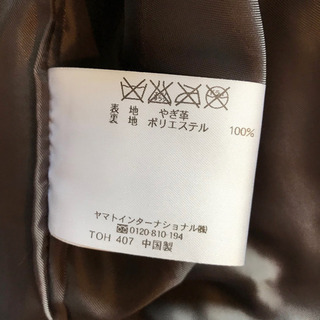 表 地 やぎ革
裏 地 ポリエステル 100%
ヤマトインターナショナル㈱
0120-810-194
TOH 407 中国製